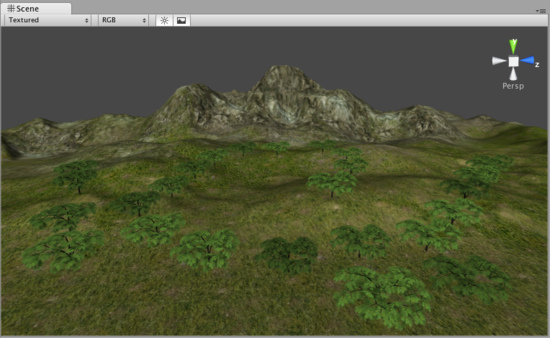 Scene
Textured
RGB
y
z
Persp